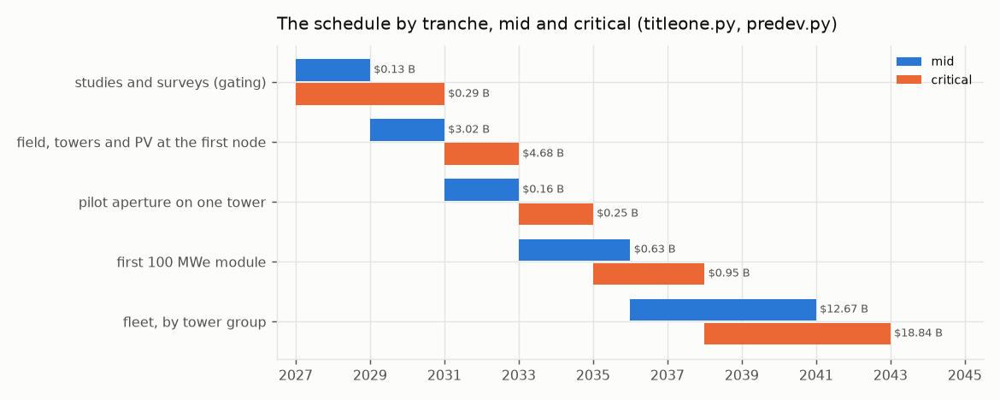 The schedule by tranche, mid and critical (titleone.py, predev.py)
mid
critical
studies and surveys (gating)
$0.13 B
$0.29 B
field, towers and PV at the first node
$3.02 B
$4.68 B
pilot aperture on one tower
$0.16 B
$0.25 B
first 100 MWe module
$0.63 B
$0.95 B
fleet, by tower group
$12.67 B
$18.84 B
2027 2029 2031 2033 2035 2037 2039 2041 2043 2045